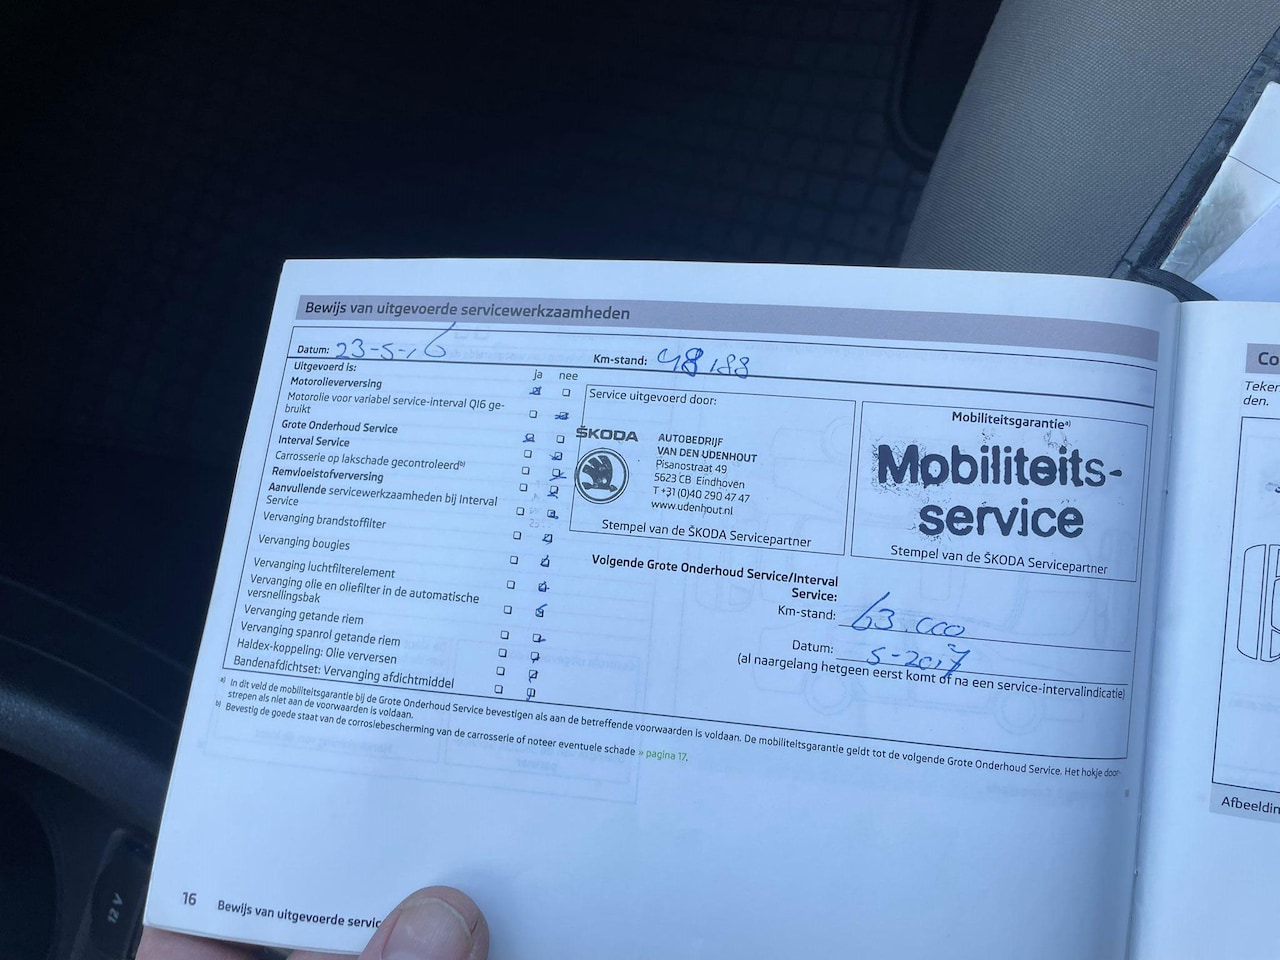 Bewijs van uitgevoerde servicewerkzaamheden
Datum: 23-5-16
Km-stand: 48188
Uitgevoerd is:
ja nee
Motorolieverversing
Motorolie voor variabel service-interval QI6 ge-
bruikt
Grote Onderhoud Service
Interval Service
Carrosserie op lakschade gecontroleerd b)
Remvloeistofverversing
Aanvullende servicewerkzaamheden bij Interval
Service
Vervanging brandstoffilter
Vervanging bougies
Vervanging luchtfilterelement
Vervanging olie en oliefilter in de automatische
versnellingsbak
Vervanging getande riem
Vervanging spanrol getande riem
Haldex-koppeling: Olie verversen
Bandenafdichtset: Vervanging afdichtmiddel
Service uitgevoerd door:
ŠKODA
AUTOBEDRIJF
VAN DEN UDENHOUT
Pisanostraat 49
5623 CB Eindhoven
T +31 (0)40 290 47 47
www.udenhout.nl
Stempel van de ŠKODA Servicepartner
Mobiliteitsgarantie a)
Mobiliteits-
service
Stempel van de ŠKODA Servicepartner
Volgende Grote Onderhoud Service/Interval
Service:
Km-stand: 63.000
Datum: 5-2017
(al naargelang hetgeen eerst komt of na een service-intervalindicatie)
a) In dit veld de mobiliteitsgarantie bij de Grote Onderhoud Service bevestigen als aan de betreffende voorwaarden is voldaan. De mobiliteitsgarantie geldt tot de volgende Grote Onderhoud Service. Het hokje door-
strepen als niet aan de voorwaarden is voldaan.
b) Bevestig de goede staat van de corrosiebescherming van de carrosserie of noteer eventuele schade » pagina 17.
16 Bewijs van uitgevoerde servic
Co
Teken
den.
Afbeeldin
12 V